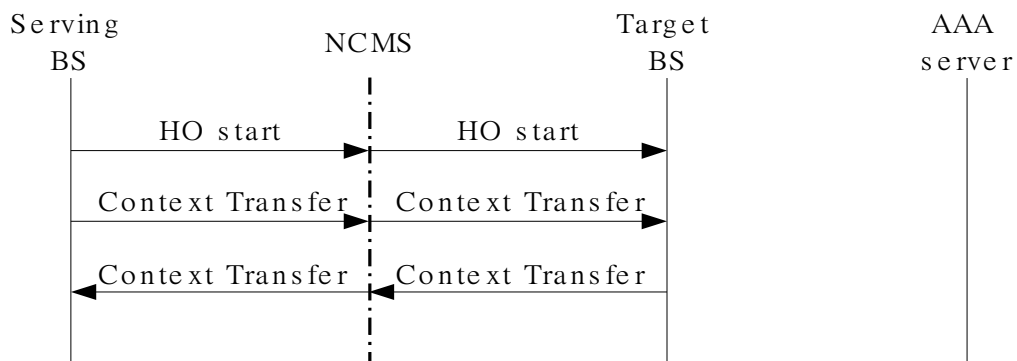 Serving
BS
NCMS
Target
BS
AAA
server
HO start
HO start
Context Transfer
Context Transfer
Context Transfer
Context Transfer